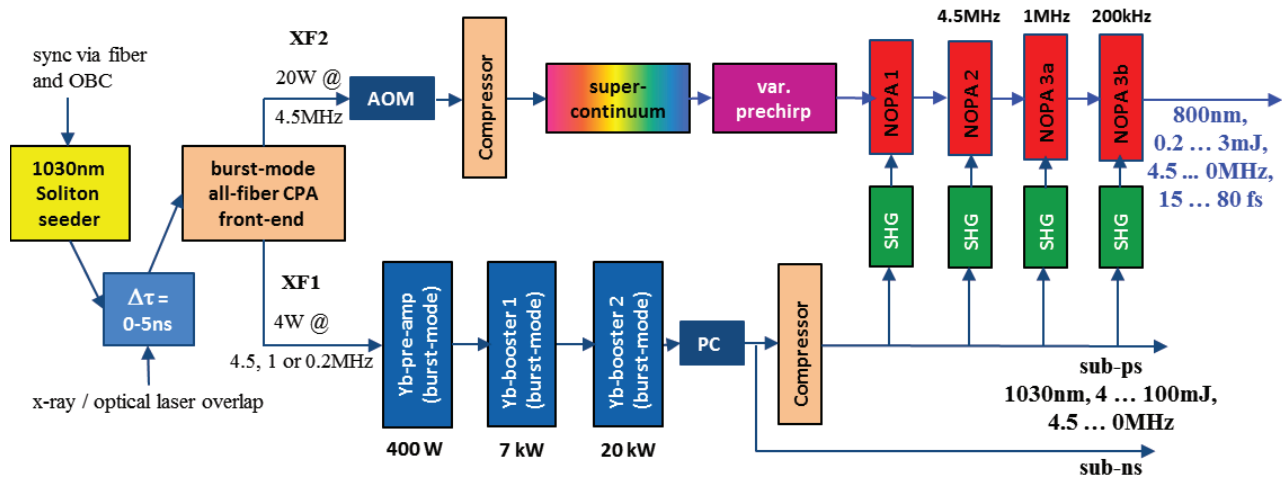 sync via fiber
and OBC
1030nm
Soliton
seeder
Δτ =
0-5ns
x-ray / optical laser overlap
burst-mode
all-fiber CPA
front-end
XF2
20W @
4.5MHz
AOM
Compressor
super-
continuum
var.
prechirp
NOPA 1
4.5MHz
NOPA 2
1MHz
NOPA 3a
200kHz
NOPA 3b
800nm,
0.2 … 3mJ,
4.5 ... 0MHz,
15 … 80 fs
SHG
SHG
SHG
SHG
XF1
4W @
4.5, 1 or 0.2MHz
Yb-pre-amp
(burst-mode)
400 W
Yb-booster 1
(burst-mode)
7 kW
Yb-booster 2
(burst-mode)
20 kW
PC
Compressor
sub-ps
1030nm, 4 … 100mJ,
4.5 … 0MHz
sub-ns